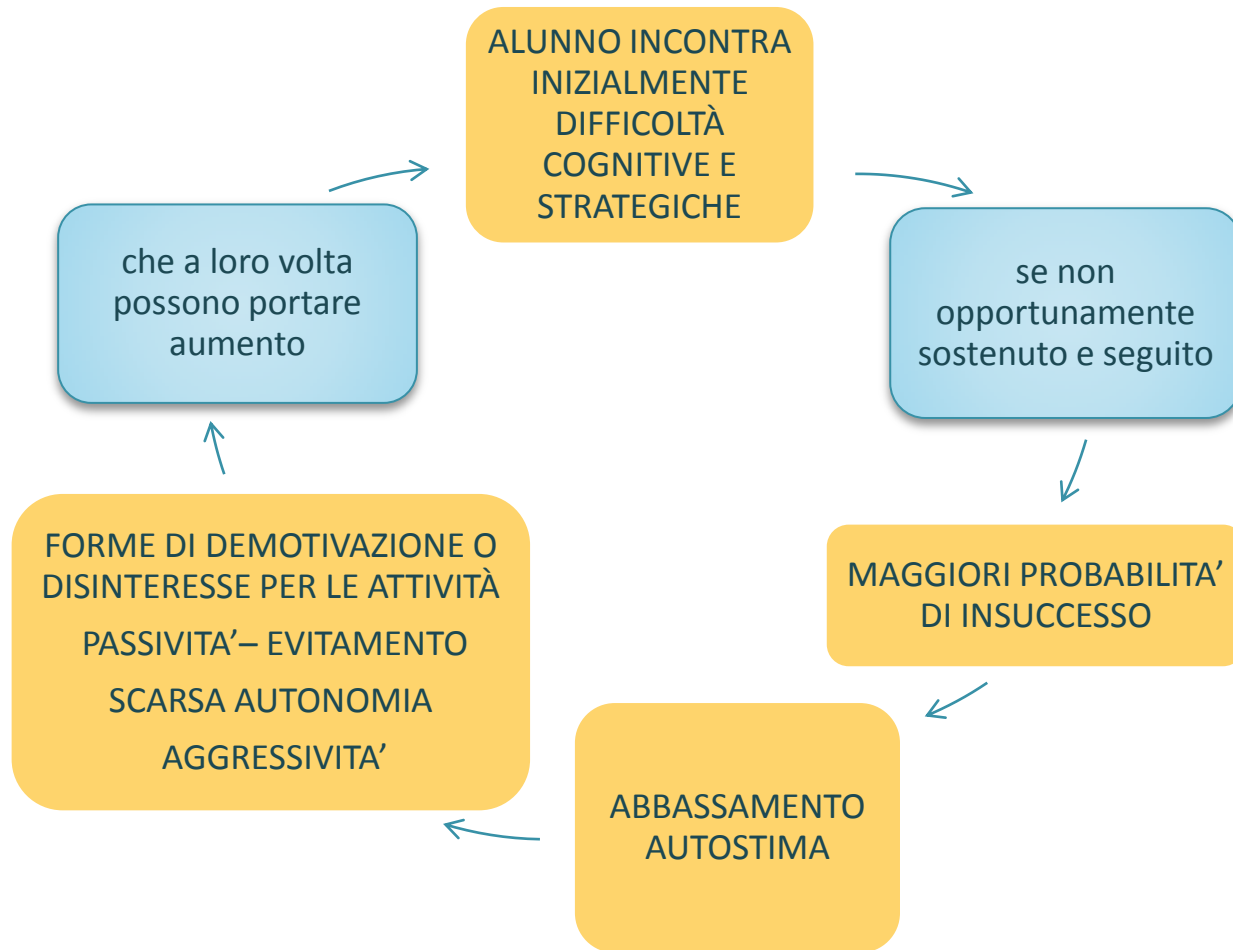 ALUNNO INCONTRA
INIZIALMENTE
DIFFICOLTÀ
COGNITIVE E
STRATEGICHE
se non
opportunamente
sostenuto e seguito
MAGGIORI PROBABILITA’
DI INSUCCESSO
ABBASSAMENTO
AUTOSTIMA
FORME DI DEMOTIVAZIONE O
DISINTERESSE PER LE ATTIVITÀ
PASSIVITA’– EVITAMENTO
SCARSA AUTONOMIA
AGGRESSIVITA’
che a loro volta
possono portare
aumento